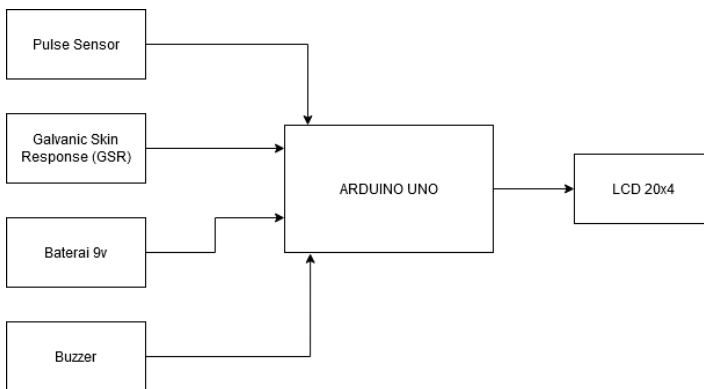 Pulse Sensor
Galvanic Skin
Response (GSR)
ARDUINO UNO
LCD 20x4
Baterai 9v
Buzzer